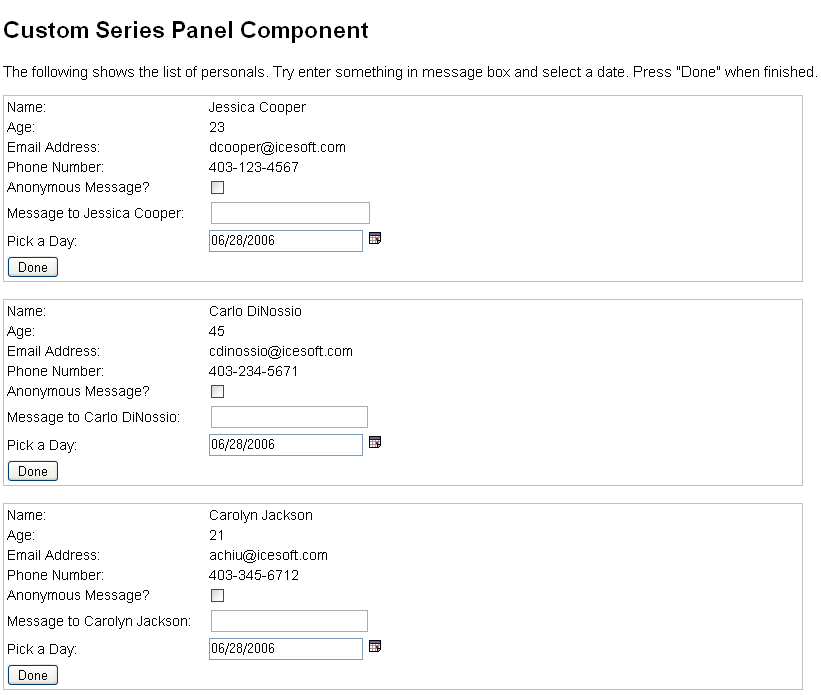 Custom Series Panel Component
The following shows the list of personals. Try enter something in message box and select a date. Press "Done" when finished.
Name: Jessica Cooper
Age: 23
Email Address: dcooper@icesoft.com
Phone Number: 403-123-4567
Anonymous Message?
Message to Jessica Cooper:
Pick a Day: 06/28/2006
Done
Name: Carlo DiNossio
Age: 45
Email Address: cdinossio@icesoft.com
Phone Number: 403-234-5671
Anonymous Message?
Message to Carlo DiNossio:
Pick a Day: 06/28/2006
Done
Name: Carolyn Jackson
Age: 21
Email Address: achiu@icesoft.com
Phone Number: 403-345-6712
Anonymous Message?
Message to Carolyn Jackson:
Pick a Day: 06/28/2006
Done